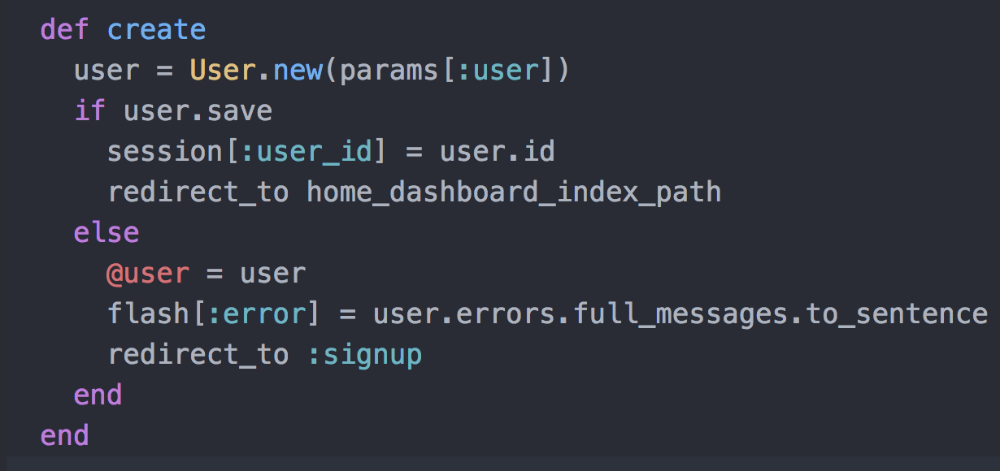 def create
  user = User.new(params[:user])
  if user.save
    session[:user_id] = user.id
    redirect_to home_dashboard_index_path
  else
    @user = user
    flash[:error] = user.errors.full_messages.to_sentence
    redirect_to :signup
  end
end